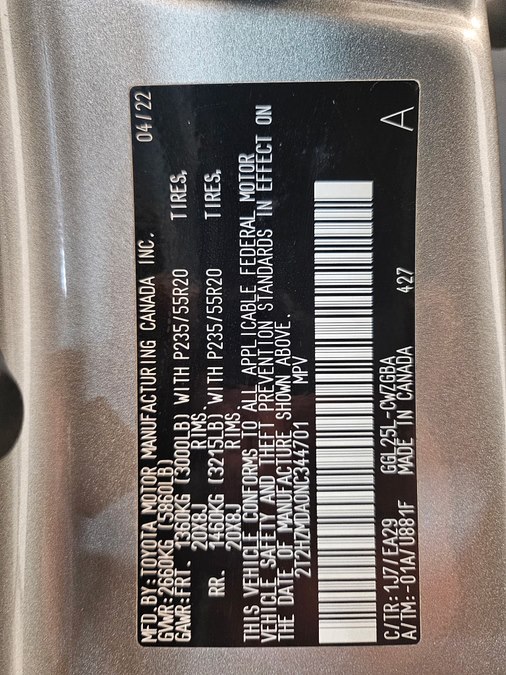 MFD. BY: TOYOTA MOTOR MANUFACTURING CANADA INC. 04/22
GVWR: 2660KG (5860LB)
GAWR: FRT. 1360KG (3000LB) WITH P235/55R20 TIRES,
20X8J RIMS.
RR. 1460KG (3215LB) WITH P235/55R20 TIRES,
20X8J RIMS.
THIS VEHICLE CONFORMS TO ALL APPLICABLE FEDERAL MOTOR
VEHICLE SAFETY AND THEFT PREVENTION STANDARDS IN EFFECT ON
THE DATE OF MANUFACTURE SHOWN ABOVE.
2T2HZMDA0NC344701 MPV
C/TR: 1J7/EA29 GGL25L-CWZGBA 427
A/TM: -01A/U881F MADE IN CANADA A